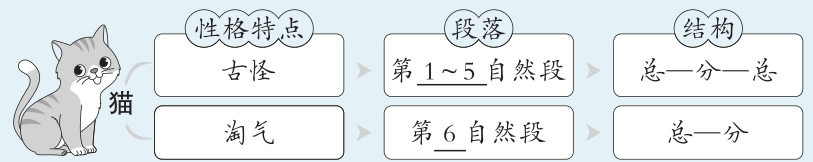 性格特点 段落 结构
古怪 第1~5自然段 总—分—总
猫
淘气 第6自然段 总—分